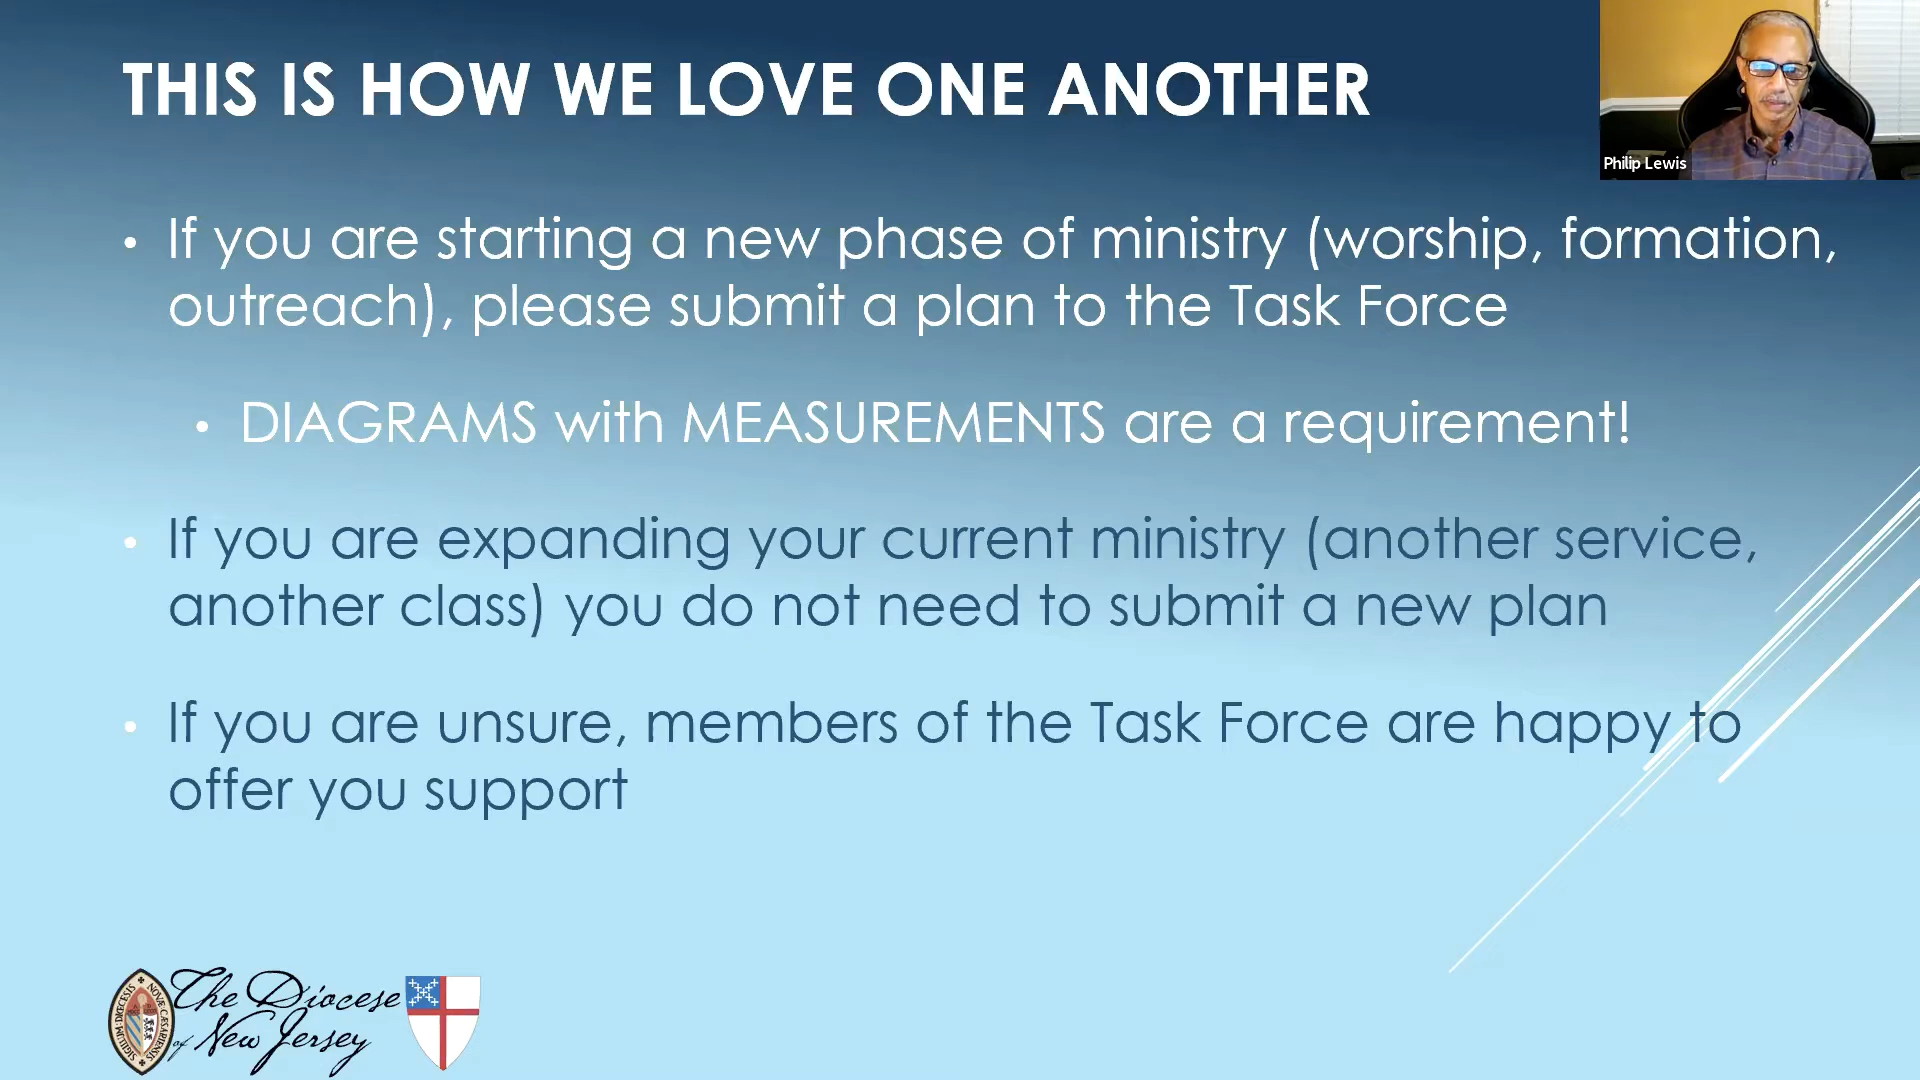 THIS IS HOW WE LOVE ONE ANOTHER
Philip Lewis
• If you are starting a new phase of ministry (worship, formation,
outreach), please submit a plan to the Task Force
• DIAGRAMS with MEASUREMENTS are a requirement!
• If you are expanding your current ministry (another service,
another class) you do not need to submit a new plan
• If you are unsure, members of the Task Force are happy to
offer you support
The Diocese
of New Jersey